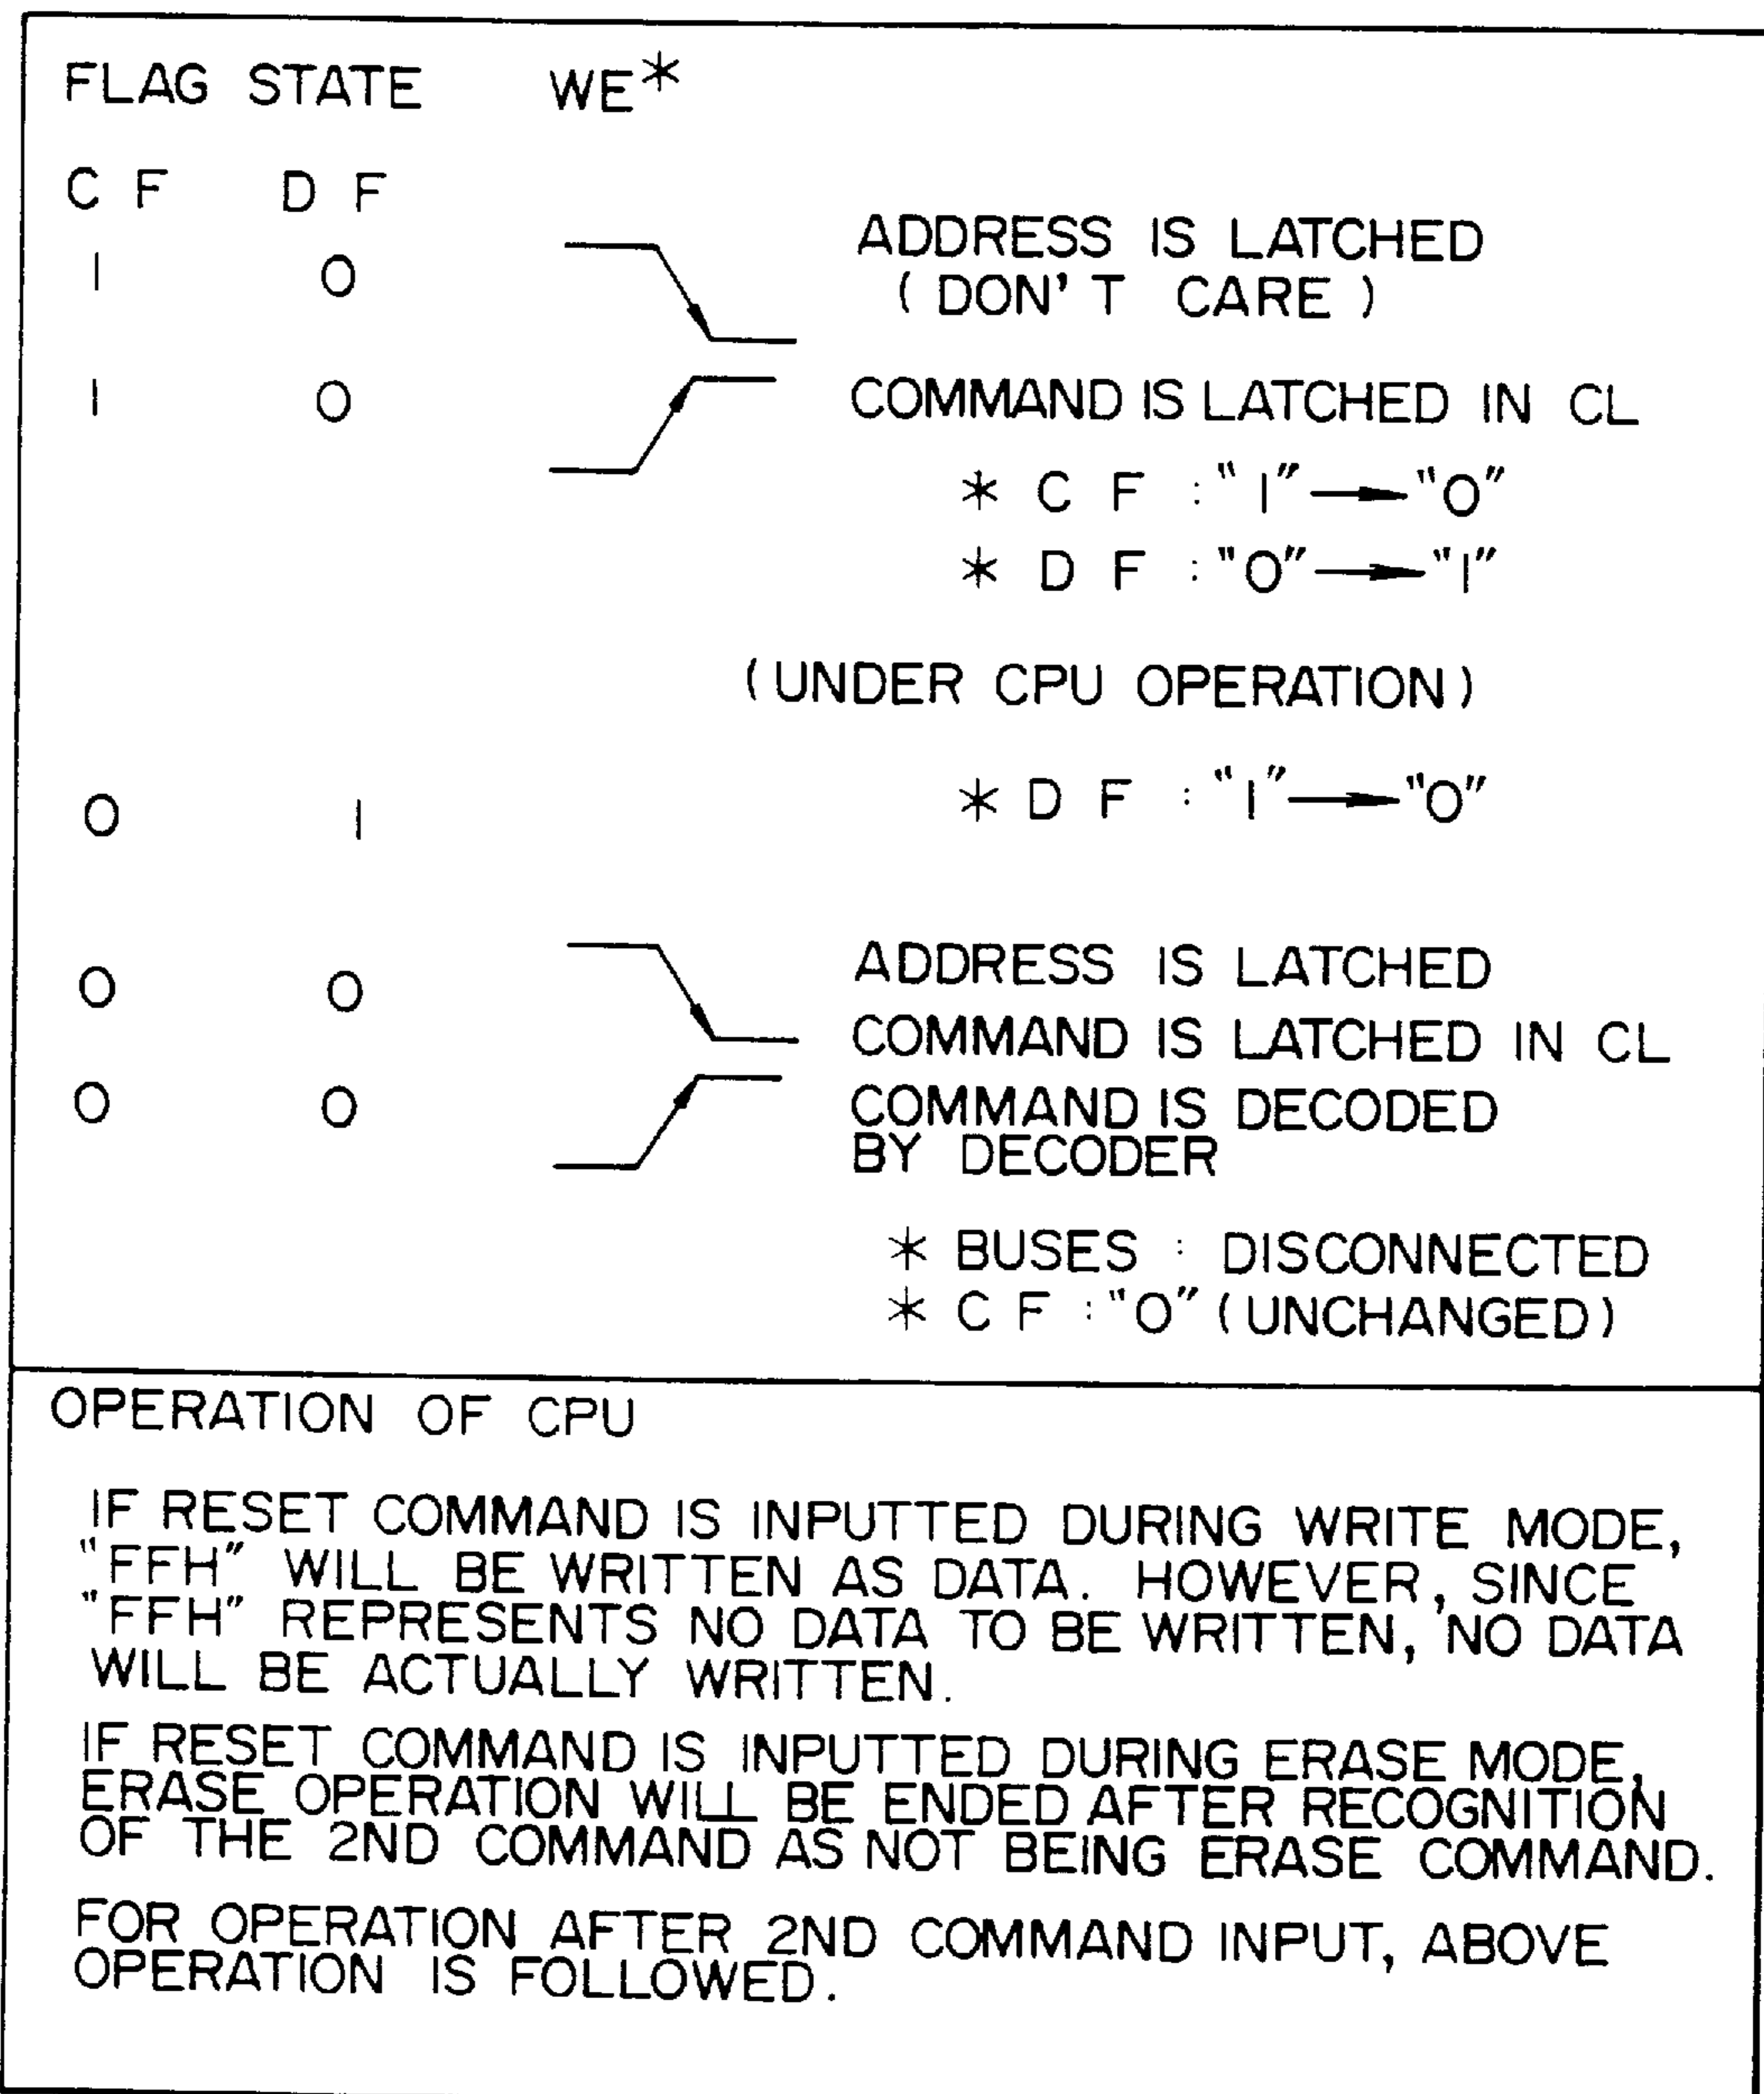 FLAG STATE WE*
CF DF
1 0 ADDRESS IS LATCHED
(DON'T CARE)
1 0 COMMAND IS LATCHED IN CL
* CF : "1" → "0"
* DF : "0" → "1"
(UNDER CPU OPERATION)
0 1 * DF : "1" → "0"
0 0 ADDRESS IS LATCHED
COMMAND IS LATCHED IN CL
0 0 COMMAND IS DECODED
BY DECODER
* BUSES : DISCONNECTED
* CF : "0" (UNCHANGED)
OPERATION OF CPU
IF RESET COMMAND IS INPUTTED DURING WRITE MODE,
"FFH" WILL BE WRITTEN AS DATA. HOWEVER, SINCE
"FFH" REPRESENTS NO DATA TO BE WRITTEN, NO DATA
WILL BE ACTUALLY WRITTEN.
IF RESET COMMAND IS INPUTTED DURING ERASE MODE,
ERASE OPERATION WILL BE ENDED AFTER RECOGNITION
OF THE 2ND COMMAND AS NOT BEING ERASE COMMAND.
FOR OPERATION AFTER 2ND COMMAND INPUT, ABOVE
OPERATION IS FOLLOWED.